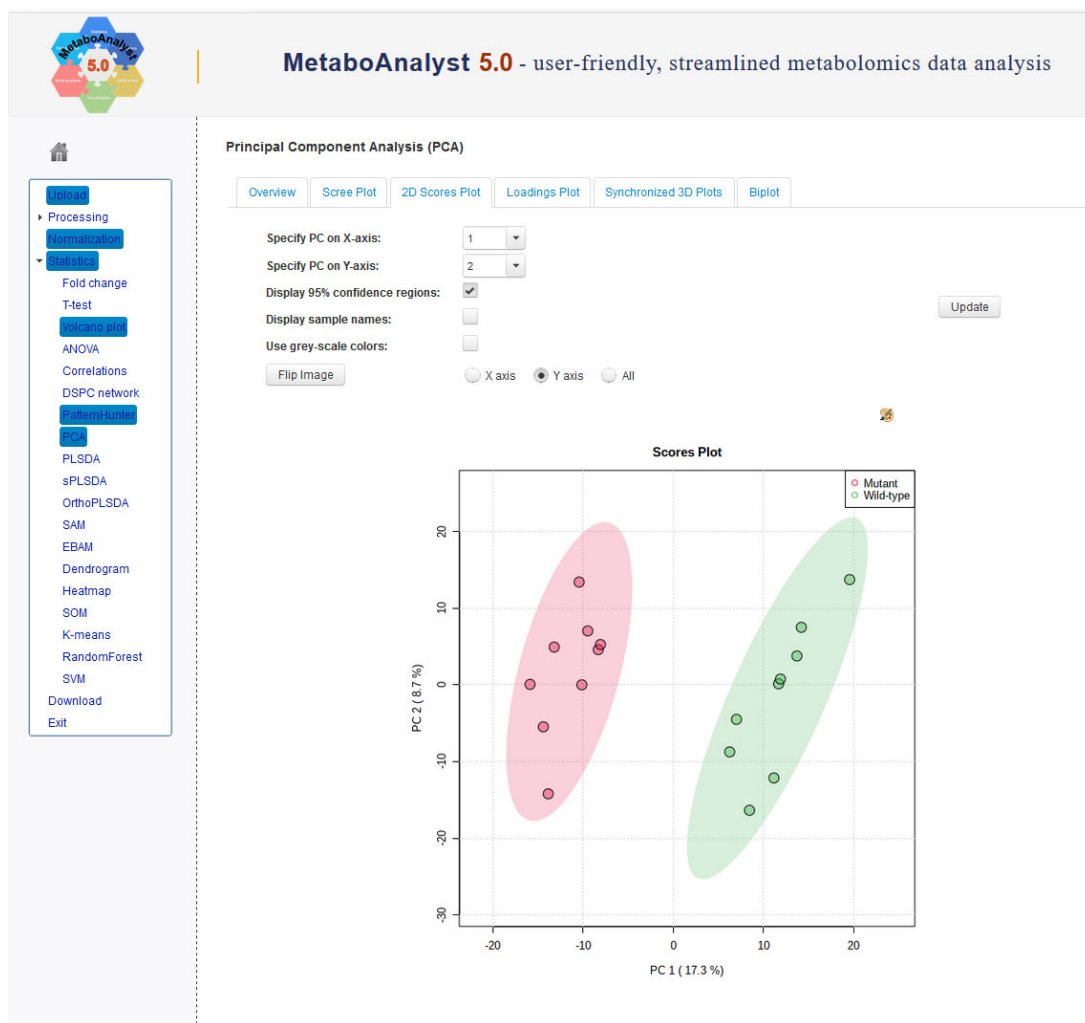 MetaboAnalyst
5.0
MetaboAnalyst 5.0 - user-friendly, streamlined metabolomics data analysis
Upload
Processing
Normalization
Statistics
Fold change
T-test
Volcano plot
ANOVA
Correlations
DSPC network
PatternHunter
PCA
PLSDA
sPLSDA
OrthoPLSDA
SAM
EBAM
Dendrogram
Heatmap
SOM
K-means
RandomForest
SVM
Download
Exit
Principal Component Analysis (PCA)
Overview Scree Plot 2D Scores Plot Loadings Plot Synchronized 3D Plots Biplot
Specify PC on X-axis: 1
Specify PC on Y-axis: 2
Display 95% confidence regions:
Display sample names:
Update
Use grey-scale colors:
Flip Image X axis Y axis All
Scores Plot
Mutant
Wild-type
PC 2 ( 8.7 %)
20
10
0
-10
-20
-30
-20 -10 0 10 20
PC 1 ( 17.3 %)